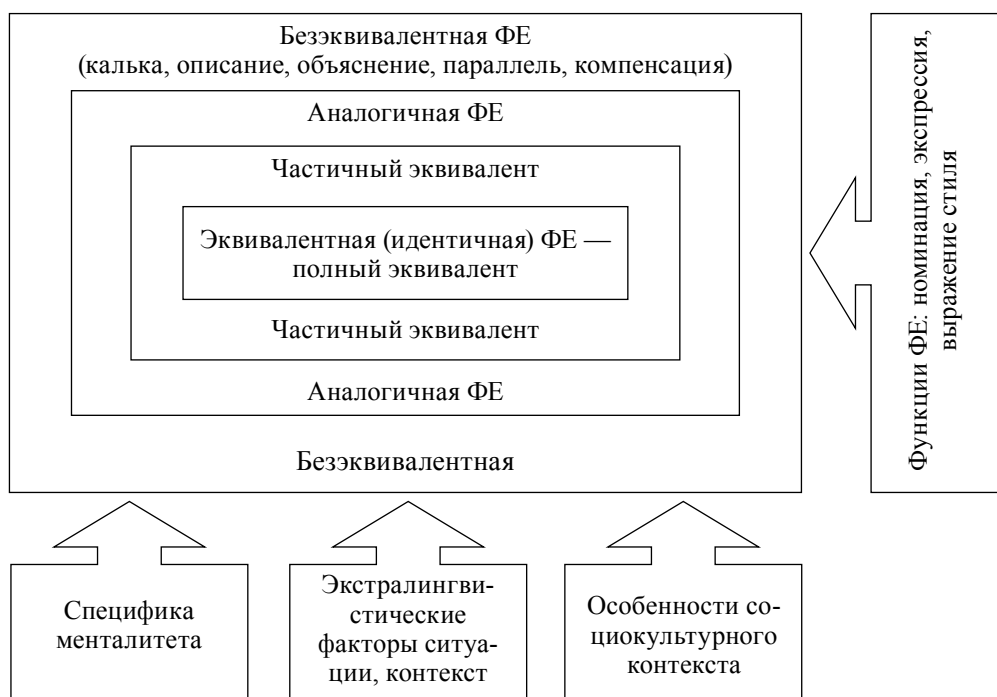 Безэквивалентная ФЕ
(калька, описание, объяснение, параллель, компенсация)
Аналогичная ФЕ
Частичный эквивалент
Эквивалентная (идентичная) ФЕ —
полный эквивалент
Частичный эквивалент
Аналогичная ФЕ
Безэквивалентная
Функции ФЕ: номинация, экспрессия,
выражение стиля
Специфика
менталитета
Экстралингви-
стические
факторы ситуа-
ции, контекст
Особенности со-
циокультурного
контекста